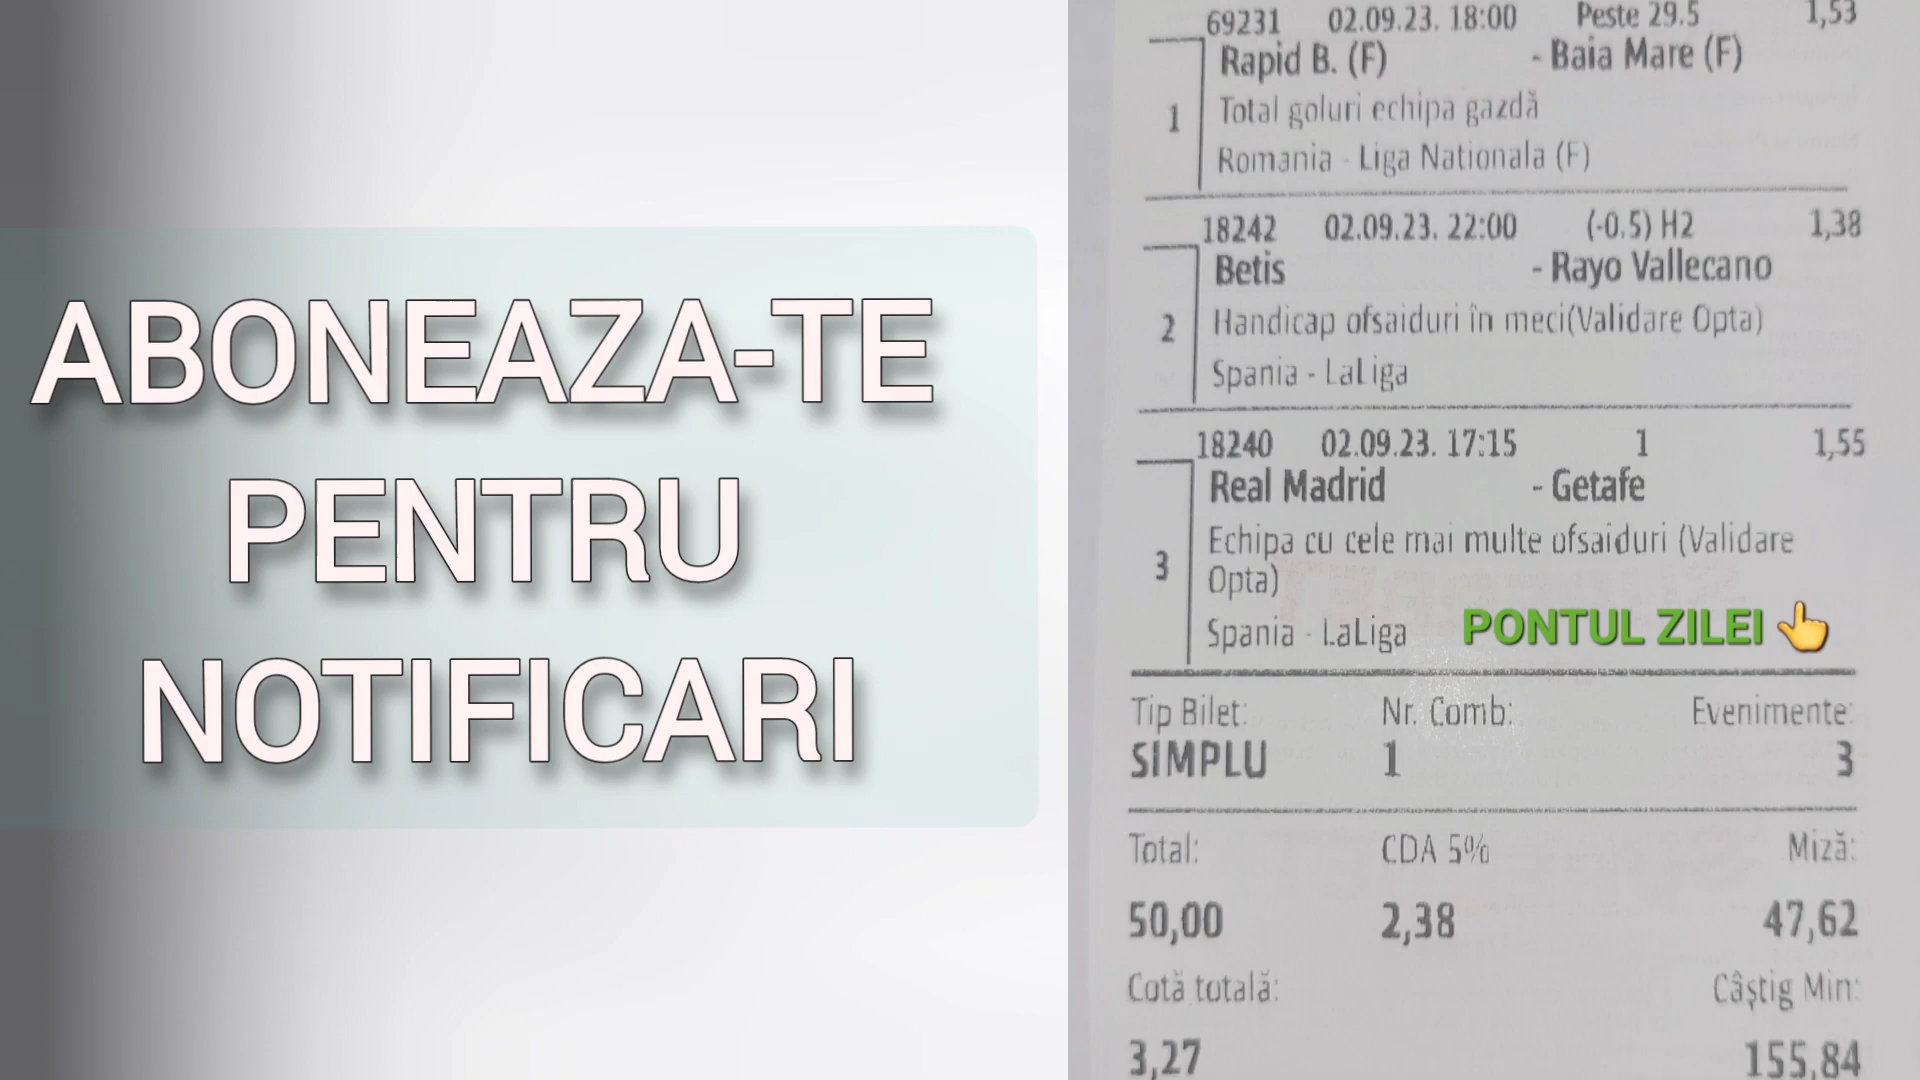 ABONEAZA-TE
PENTRU
NOTIFICARI
69231 02.09.23. 18:00 Peste 29.5 1,53
1
Rapid B. (F) - Baia Mare (F)
Total goluri echipa gazdă
Romania - Liga Nationala (F)
18242 02.09.23. 22:00 (-0.5) H2 1,38
2
Betis - Rayo Vallecano
Handicap ofsaiduri în meci(Validare Opta)
Spania - LaLiga
18240 02.09.23. 17:15 1 1,55
3
Real Madrid - Getafe
Echipa cu cele mai multe ofsaiduri (Validare
Opta)
Spania - LaLiga PONTUL ZILEI
Tip Bilet: Nr. Comb: Evenimente:
SIMPLU 1 3
Total: CDA 5% Miză:
50,00 2,38 47,62
Cotă totală: Câștig Min:
3,27 155,84